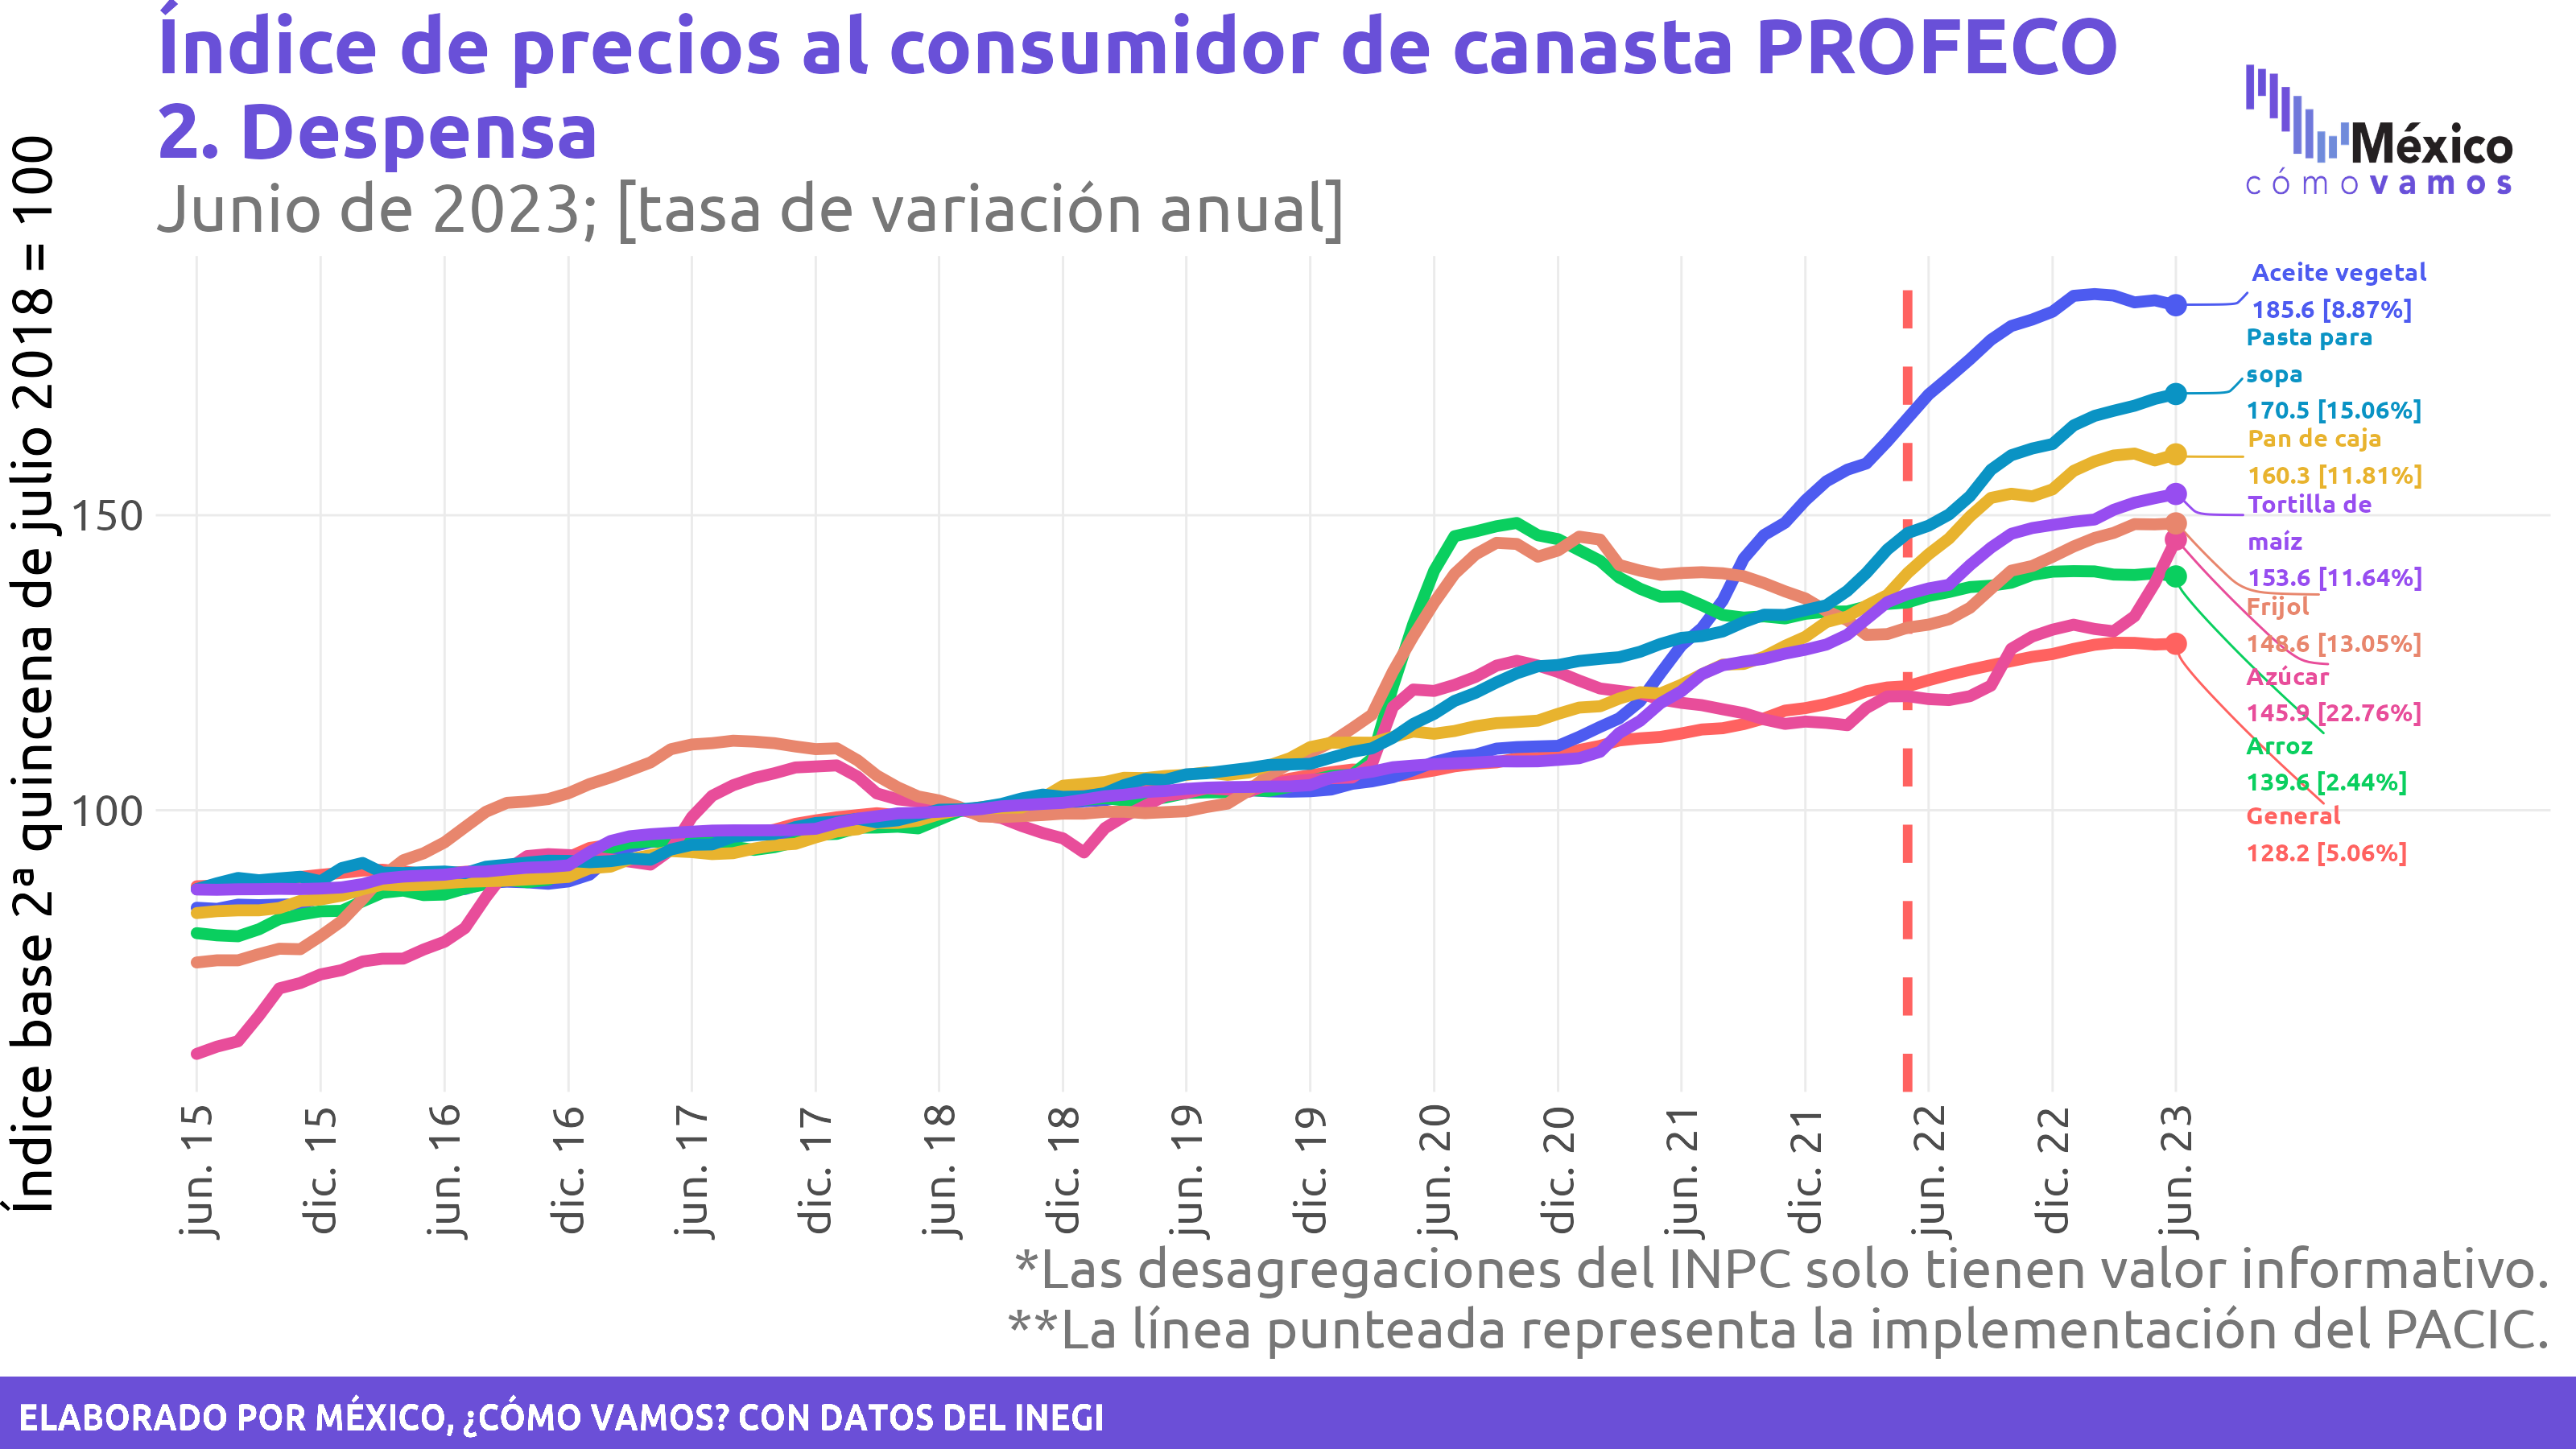 Índice de precios al consumidor de canasta PROFECO
2. Despensa
Junio de 2023; [tasa de variación anual]
México
cómo vamos
Índice base 2ª quincena de julio 2018 = 100
150
100
Aceite vegetal
185.6 [8.87%]
Pasta para
sopa
170.5 [15.06%]
Pan de caja
160.3 [11.81%]
Tortilla de
maíz
153.6 [11.64%]
Frijol
148.6 [13.05%]
Azúcar
145.9 [22.76%]
Arroz
139.6 [2.44%]
General
128.2 [5.06%]
jun. 15
dic. 15
jun. 16
dic. 16
jun. 17
dic. 17
jun. 18
dic. 18
jun. 19
dic. 19
jun. 20
dic. 20
jun. 21
dic. 21
jun. 22
dic. 22
jun. 23
*Las desagregaciones del INPC solo tienen valor informativo.
**La línea punteada representa la implementación del PACIC.
ELABORADO POR MÉXICO, ¿CÓMO VAMOS? CON DATOS DEL INEGI